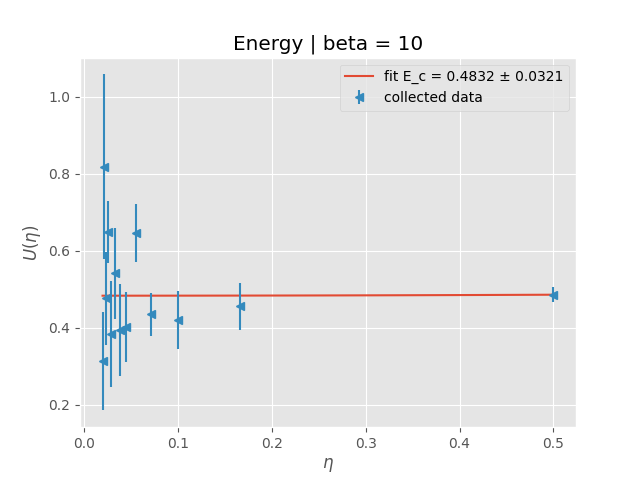 Energy | beta = 10
fit E_c = 0.4832 ± 0.0321
collected data
U(η)
1.0
0.8
0.6
0.4
0.2
0.0 0.1 0.2 0.3 0.4 0.5
η